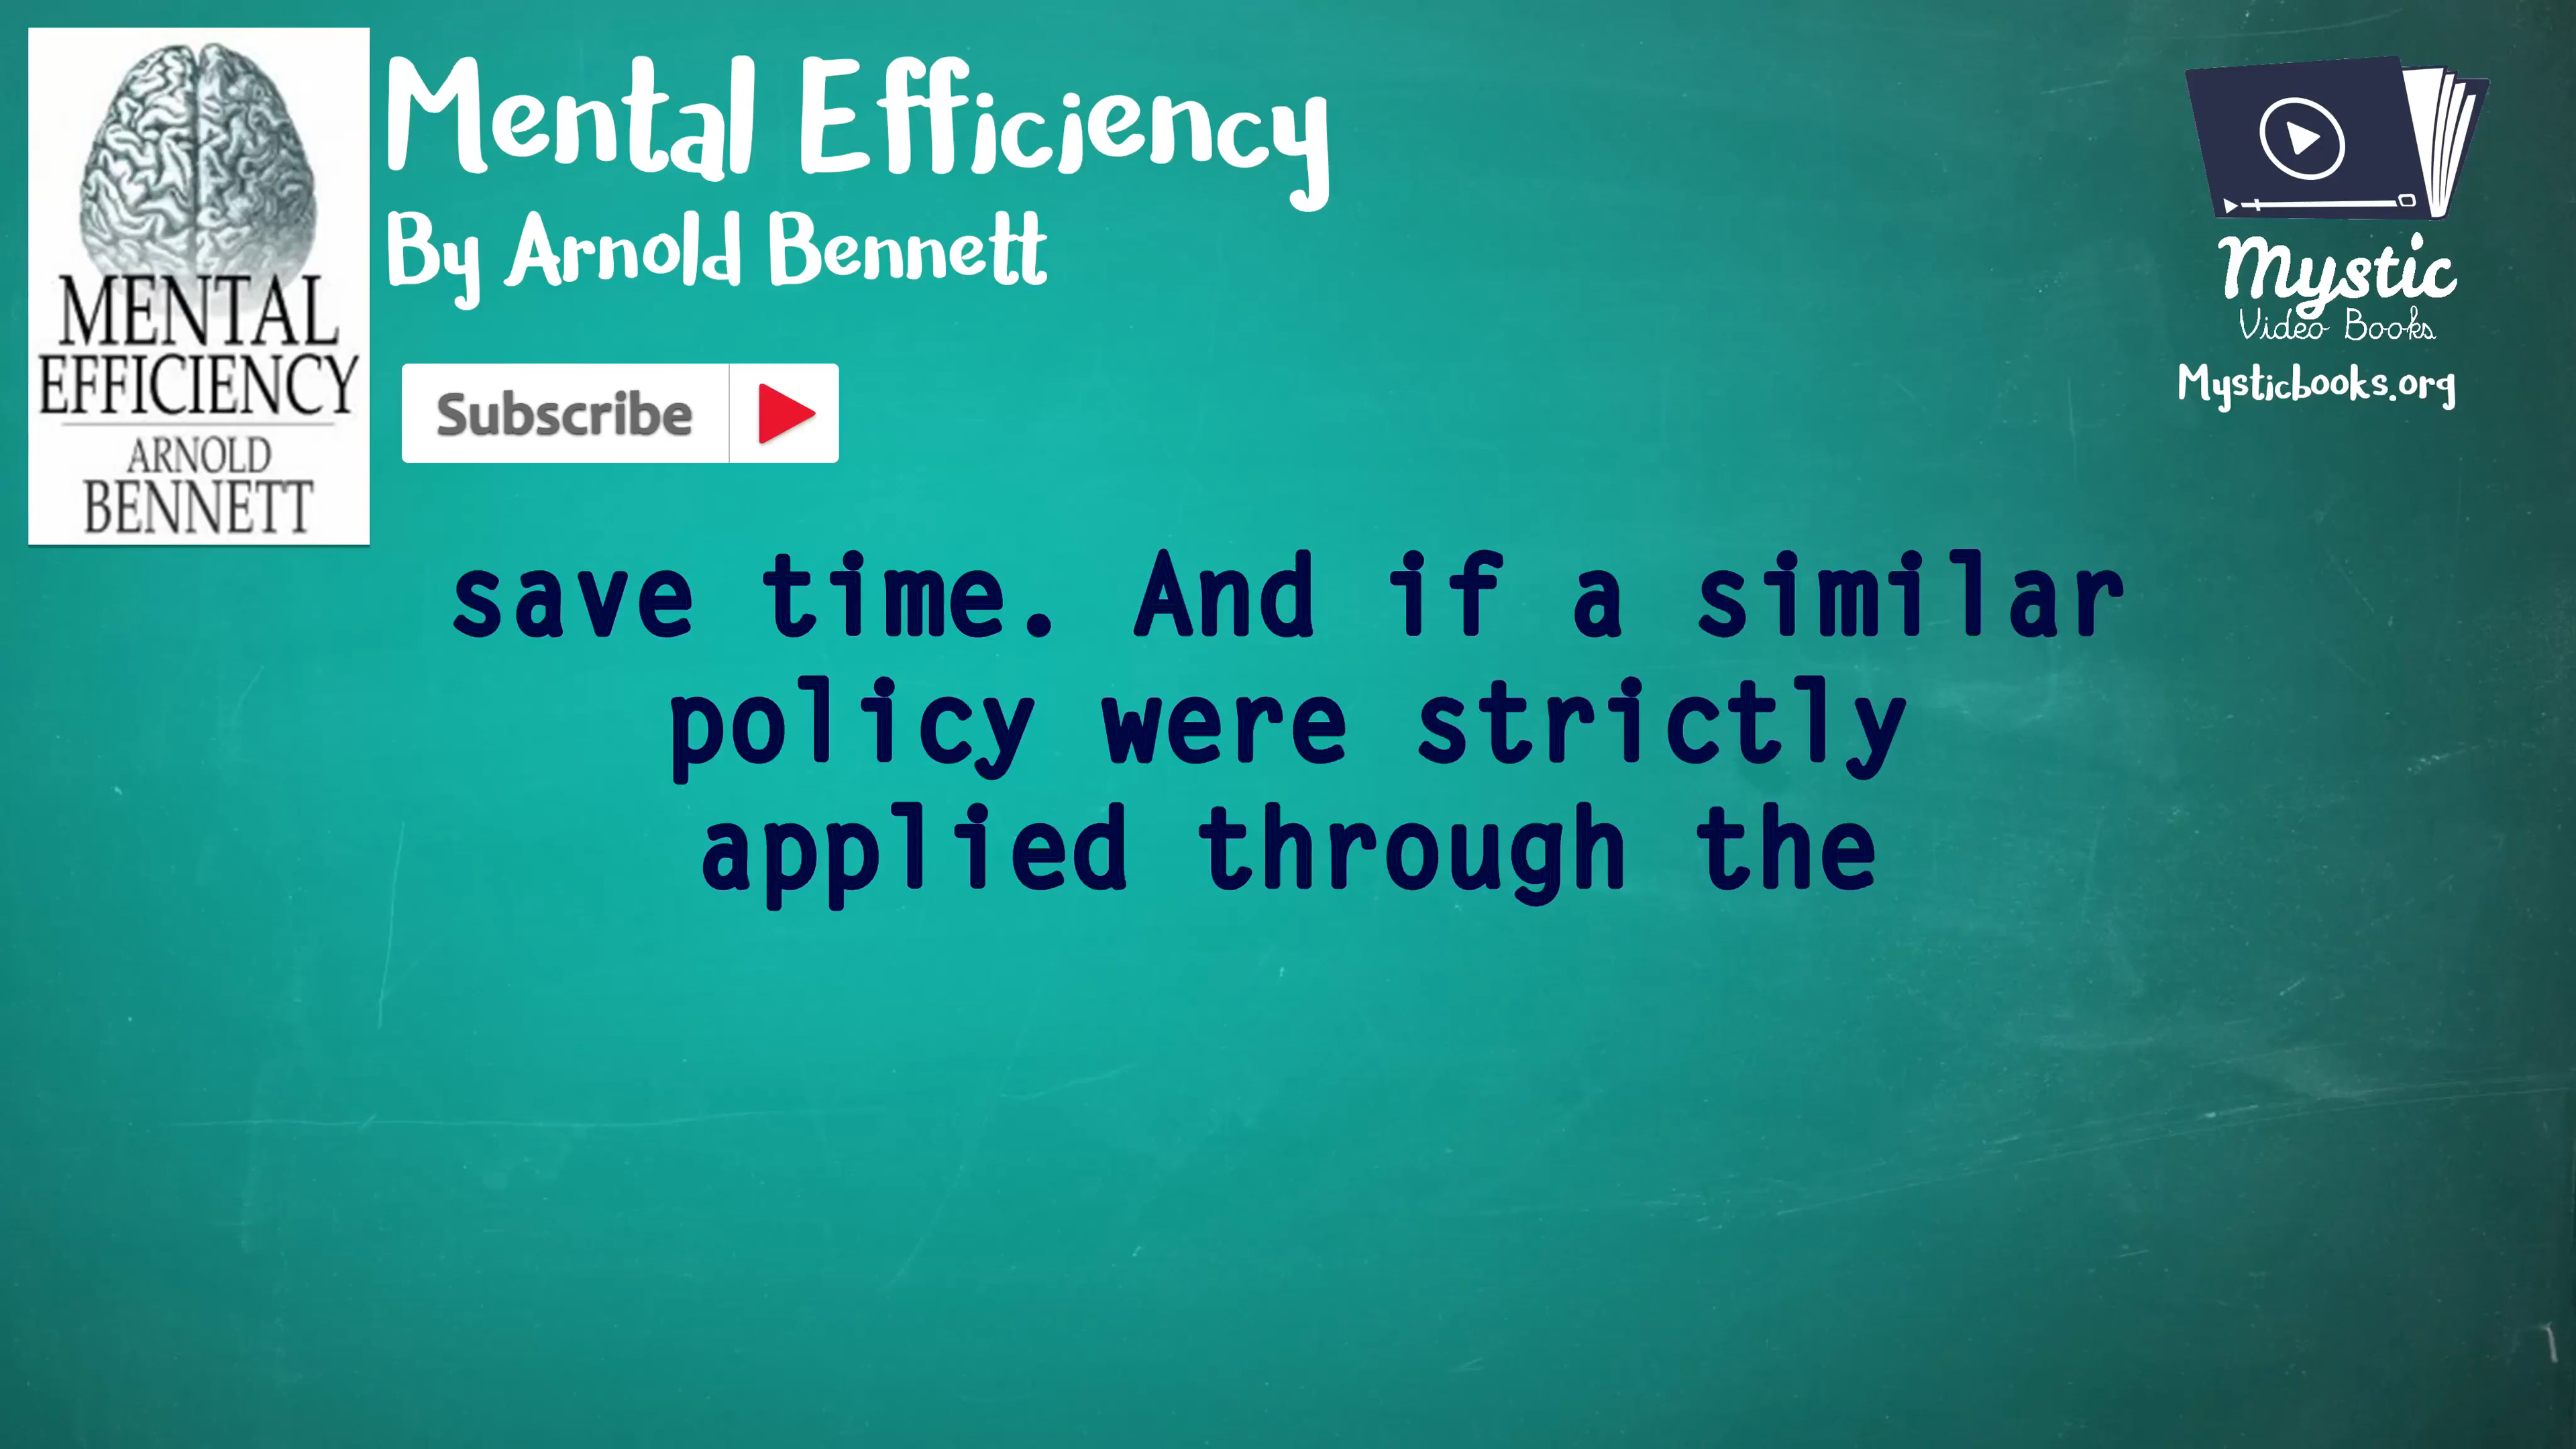 MENTAL
EFFICIENCY
ARNOLD
BENNETT
Mental Efficiency
By Arnold Bennett
Subscribe
Mystic
Video Books
Mysticbooks.org
save time. And if a similar
policy were strictly
applied through the